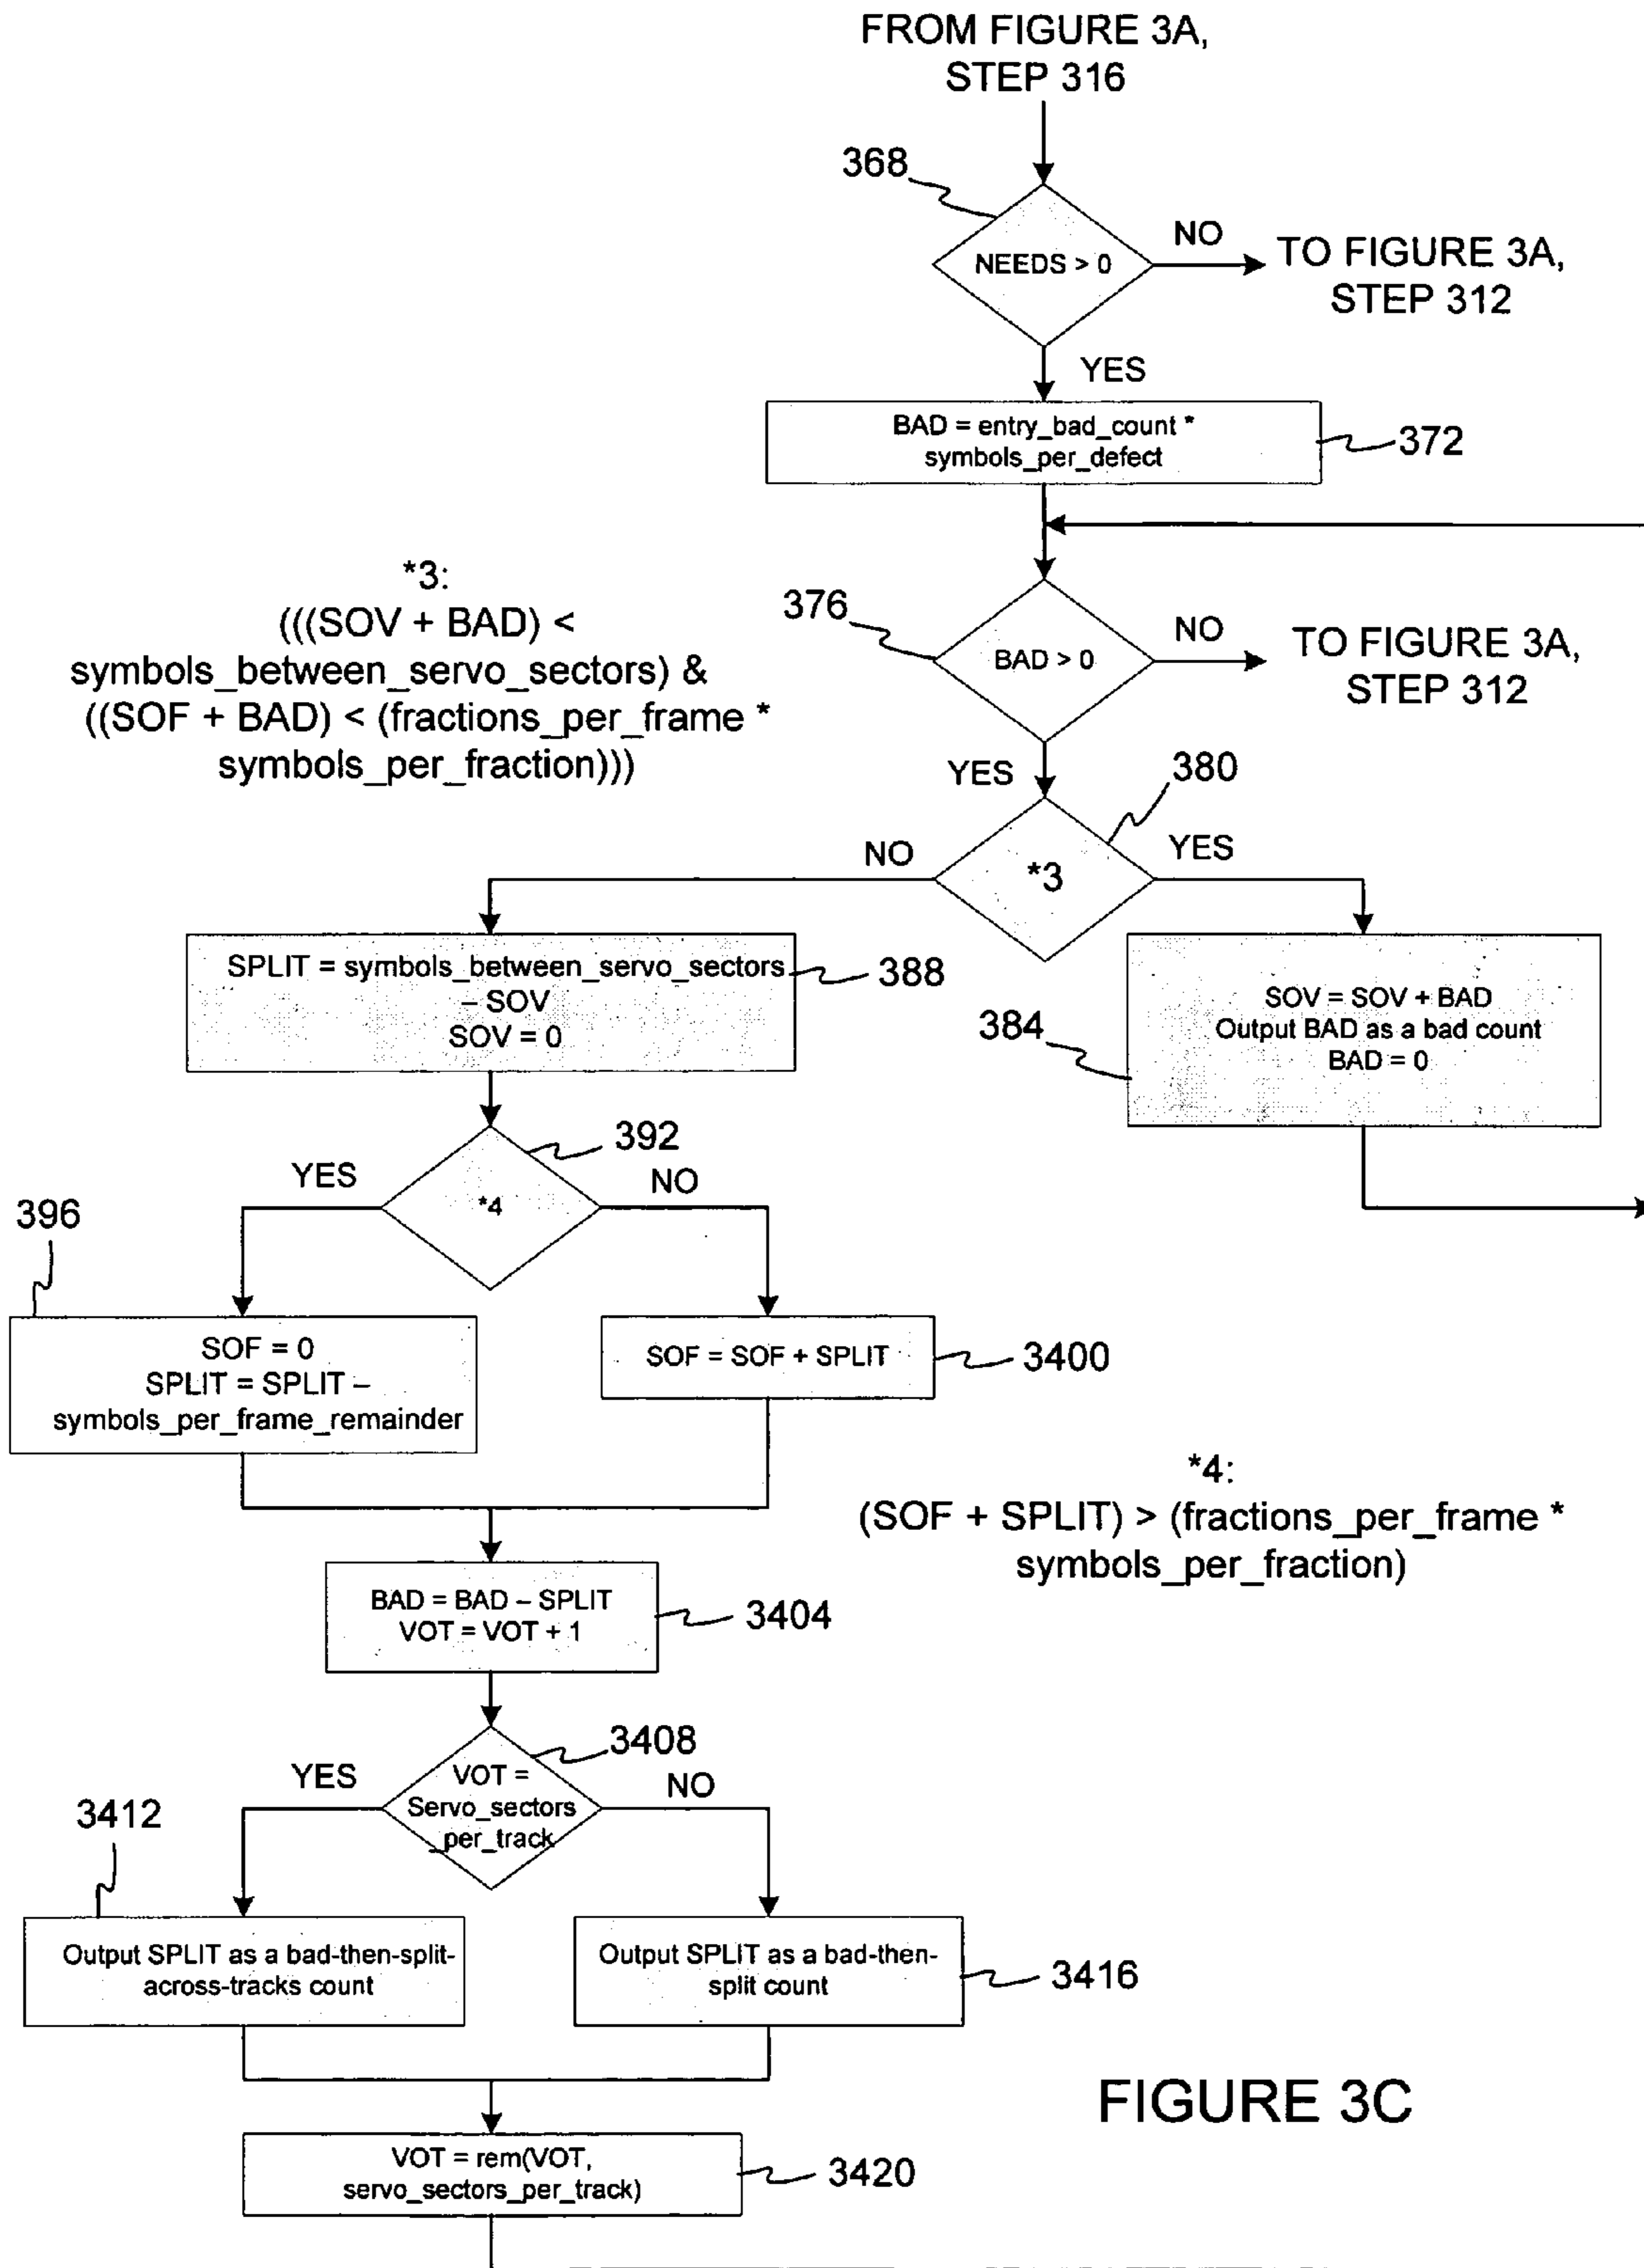 FROM FIGURE 3A,
STEP 316
368
NEEDS > 0
NO
TO FIGURE 3A,
STEP 312
YES
BAD = entry_bad_count *
symbols_per_defect
372
*3:
(((SOV + BAD) <
symbols_between_servo_sectors) &
((SOF + BAD) < (fractions_per_frame *
symbols_per_fraction)))
376
BAD > 0
NO
TO FIGURE 3A,
STEP 312
YES
380
NO
*3
YES
SPLIT = symbols_between_servo_sectors
– SOV
SOV = 0
388
384
SOV = SOV + BAD
Output BAD as a bad count
BAD = 0
392
YES
*4
NO
396
SOF = 0
SPLIT = SPLIT –
symbols_per_frame_remainder
SOF = SOF + SPLIT
3400
*4:
(SOF + SPLIT) > (fractions_per_frame *
symbols_per_fraction)
BAD = BAD – SPLIT
VOT = VOT + 1
3404
3408
YES
VOT =
Servo_sectors
_per_track
NO
3412
Output SPLIT as a bad-then-split-
across-tracks count
Output SPLIT as a bad-then-
split count
3416
FIGURE 3C
VOT = rem(VOT,
servo_sectors_per_track)
3420